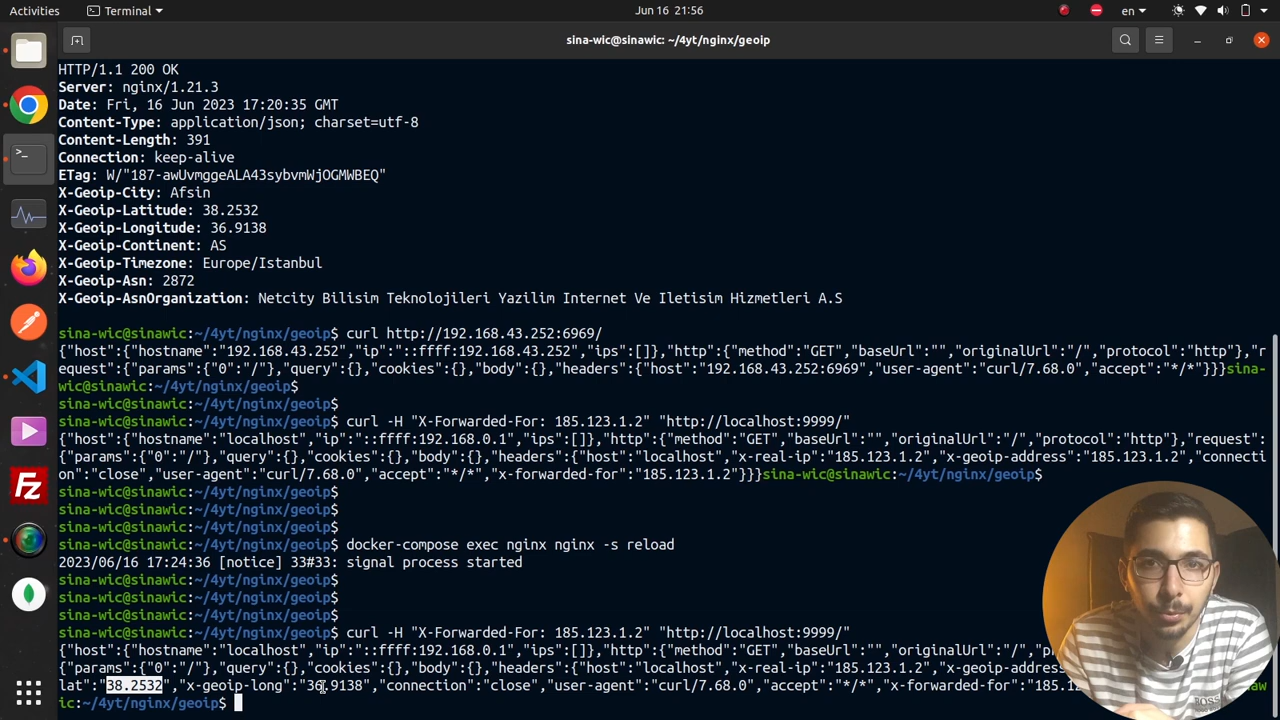 Activities
Terminal
Jun 16 21:56
en
sina-wic@sinawic: ~/4yt/nginx/geoip
HTTP/1.1 200 OK
Server: nginx/1.21.3
Date: Fri, 16 Jun 2023 17:20:35 GMT
Content-Type: application/json; charset=utf-8
Content-Length: 391
Connection: keep-alive
ETag: W/"187-awUvmggeALA43sybvmWjOGMWBEQ"
X-Geoip-City: Afsin
X-Geoip-Latitude: 38.2532
X-Geoip-Longitude: 36.9138
X-Geoip-Continent: AS
X-Geoip-Timezone: Europe/Istanbul
X-Geoip-Asn: 2872
X-Geoip-AsnOrganization: Netcity Bilisim Teknolojileri Yazilim Internet Ve Iletisim Hizmetleri A.S
sina-wic@sinawic:~/4yt/nginx/geoip$ curl http://192.168.43.252:6969/
{"host":{"hostname":"192.168.43.252","ip":"::ffff:192.168.43.252","ips":[]},"http":{"method":"GET","baseUrl":"","originalUrl":"/","protocol":"http"},"r
equest":{"params":{"0":"/"},"query":{},"cookies":{},"body":{},"headers":{"host":"192.168.43.252:6969","user-agent":"curl/7.68.0","accept":"*/*"}}}sina-
wic@sinawic:~/4yt/nginx/geoip$
sina-wic@sinawic:~/4yt/nginx/geoip$
sina-wic@sinawic:~/4yt/nginx/geoip$ curl -H "X-Forwarded-For: 185.123.1.2" "http://localhost:9999/"
{"host":{"hostname":"localhost","ip":"::ffff:192.168.0.1","ips":[]},"http":{"method":"GET","baseUrl":"","originalUrl":"/","protocol":"http"},"request":
{"params":{"0":"/"},"query":{},"cookies":{},"body":{},"headers":{"host":"localhost","x-real-ip":"185.123.1.2","x-geoip-address":"185.123.1.2","connecti
on":"close","user-agent":"curl/7.68.0","accept":"*/*","x-forwarded-for":"185.123.1.2"}}}sina-wic@sinawic:~/4yt/nginx/geoip$
sina-wic@sinawic:~/4yt/nginx/geoip$
sina-wic@sinawic:~/4yt/nginx/geoip$
sina-wic@sinawic:~/4yt/nginx/geoip$
sina-wic@sinawic:~/4yt/nginx/geoip$ docker-compose exec nginx nginx -s reload
2023/06/16 17:24:36 [notice] 33#33: signal process started
sina-wic@sinawic:~/4yt/nginx/geoip$
sina-wic@sinawic:~/4yt/nginx/geoip$
sina-wic@sinawic:~/4yt/nginx/geoip$
sina-wic@sinawic:~/4yt/nginx/geoip$ curl -H "X-Forwarded-For: 185.123.1.2" "http://localhost:9999/"
{"host":{"hostname":"localhost","ip":"::ffff:192.168.0.1","ips":[]},"http":{"method":"GET","baseUrl":"","originalUrl":"/","p
{"params":{"0":"/"},"query":{},"cookies":{},"body":{},"headers":{"host":"localhost","x-real-ip":"185.123.1.2","x-geoip-addres
lat":"38.2532","x-geoip-long":"36.9138","connection":"close","user-agent":"curl/7.68.0","accept":"*/*","x-forwarded-for":"185.12
wic@sinawic:~/4yt/nginx/geoip$